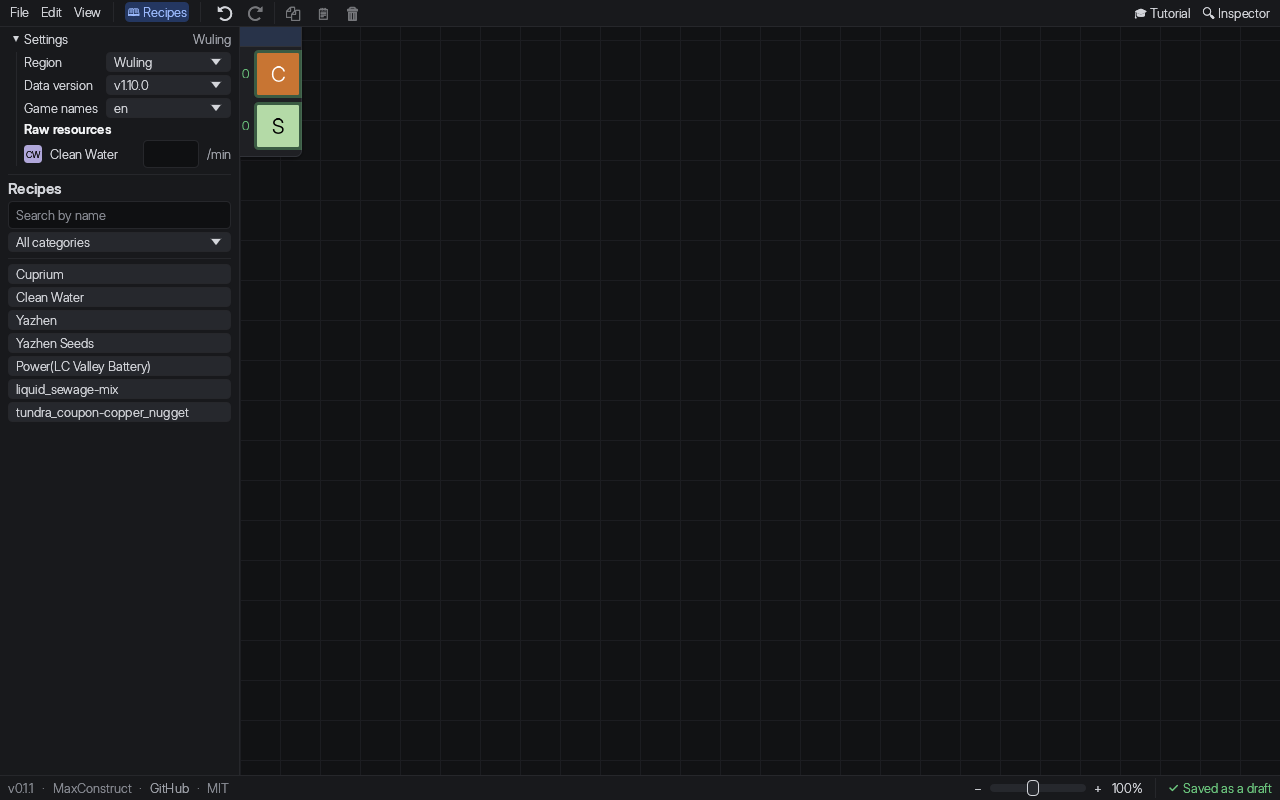 File Edit View Recipes Tutorial Inspector
Settings Wuling
Region Wuling
Data version v1.10.0
Game names en
Raw resources
CW Clean Water /min
Recipes
Search by name
All categories
Cuprium
Clean Water
Yazhen
Yazhen Seeds
Power(LC Valley Battery)
liquid_sewage-mix
tundra_coupon-copper_nugget
0 C
0 S
v0.1.1 · MaxConstruct · GitHub · MIT − + 100% Saved as a draft